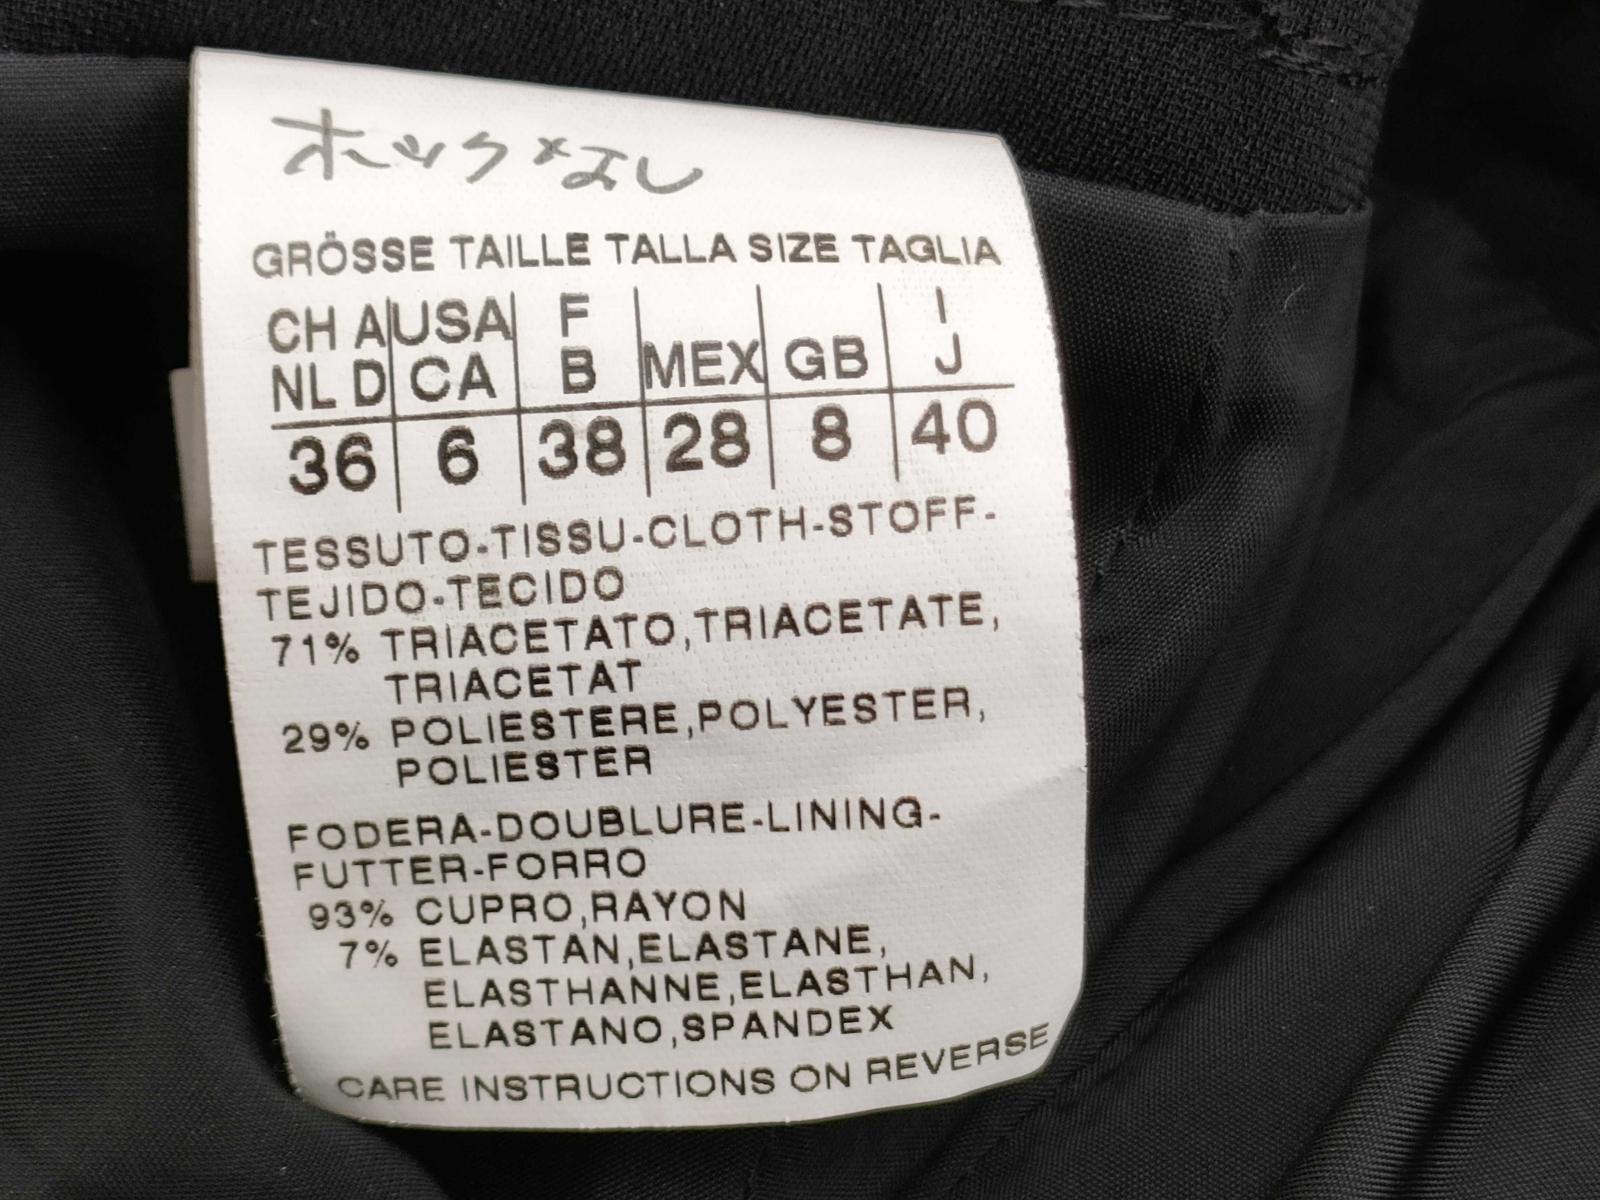 ホック×なし
GRÖSSE TAILLE TALLA SIZE TAGLIA
CH A USA F I
NL D CA B MEX GB J
36 6 38 28 8 40
TESSUTO-TISSU-CLOTH-STOFF-
TEJIDO-TECIDO
71% TRIACETATO,TRIACETATE,
TRIACETAT
29% POLIESTERE,POLYESTER,
POLIESTER
FODERA-DOUBLURE-LINING-
FUTTER-FORRO
93% CUPRO,RAYON
7% ELASTAN,ELASTANE,
ELASTHANNE,ELASTHAN,
ELASTANO,SPANDEX
CARE INSTRUCTIONS ON REVERSE